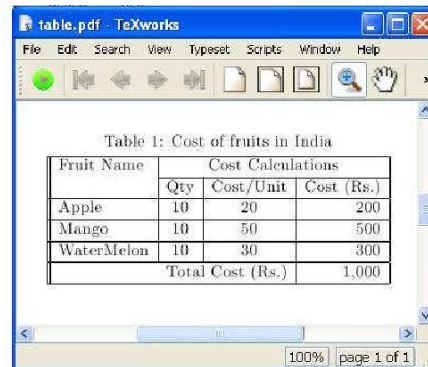 table.pdf - TeXworks
File Edit Search View Typeset Scripts Window Help
Table 1: Cost of fruits in India
Fruit Name Cost Calculations
Qty Cost/Unit Cost (Rs.)
Apple 10 20 200
Mango 10 50 500
WaterMelon 10 30 300
Total Cost (Rs.) 1,000
100% page 1 of 1